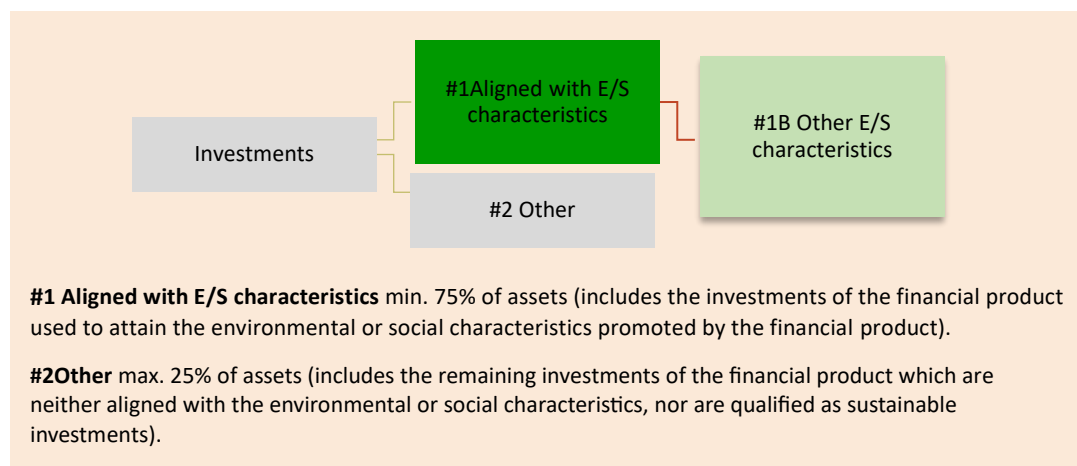 #1Aligned with E/S
characteristics
#1B Other E/S
characteristics
Investments
#2 Other
#1 Aligned with E/S characteristics min. 75% of assets (includes the investments of the financial product
used to attain the environmental or social characteristics promoted by the financial product).
#2Other max. 25% of assets (includes the remaining investments of the financial product which are
neither aligned with the environmental or social characteristics, nor are qualified as sustainable
investments).